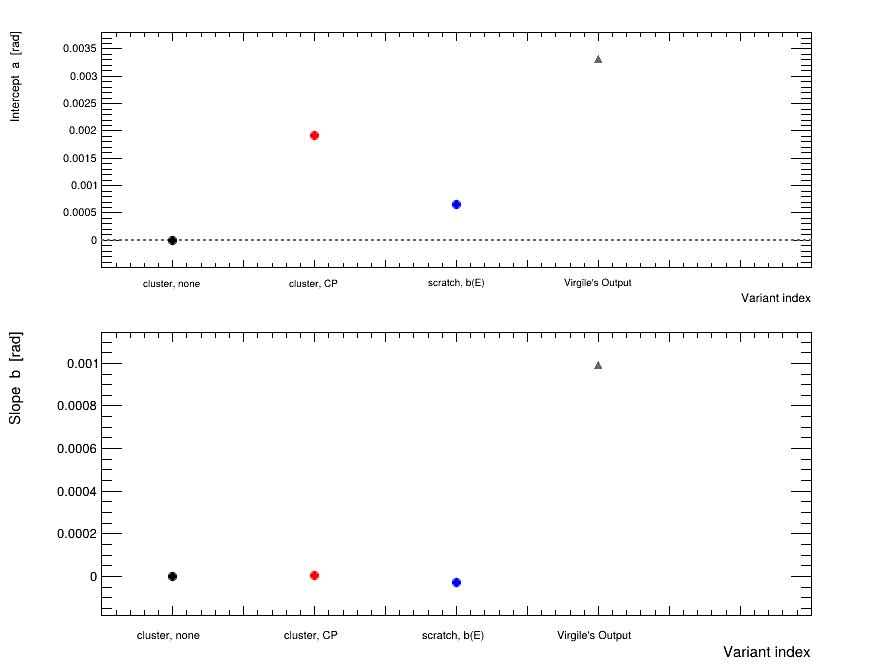 Intercept a [rad]
0.0035
0.003
0.0025
0.002
0.0015
0.001
0.0005
0
cluster, none
cluster, CP
scratch, b(E)
Virgile's Output
Variant index
Slope b [rad]
0.001
0.0008
0.0006
0.0004
0.0002
0
cluster, none
cluster, CP
scratch, b(E)
Virgile's Output
Variant index